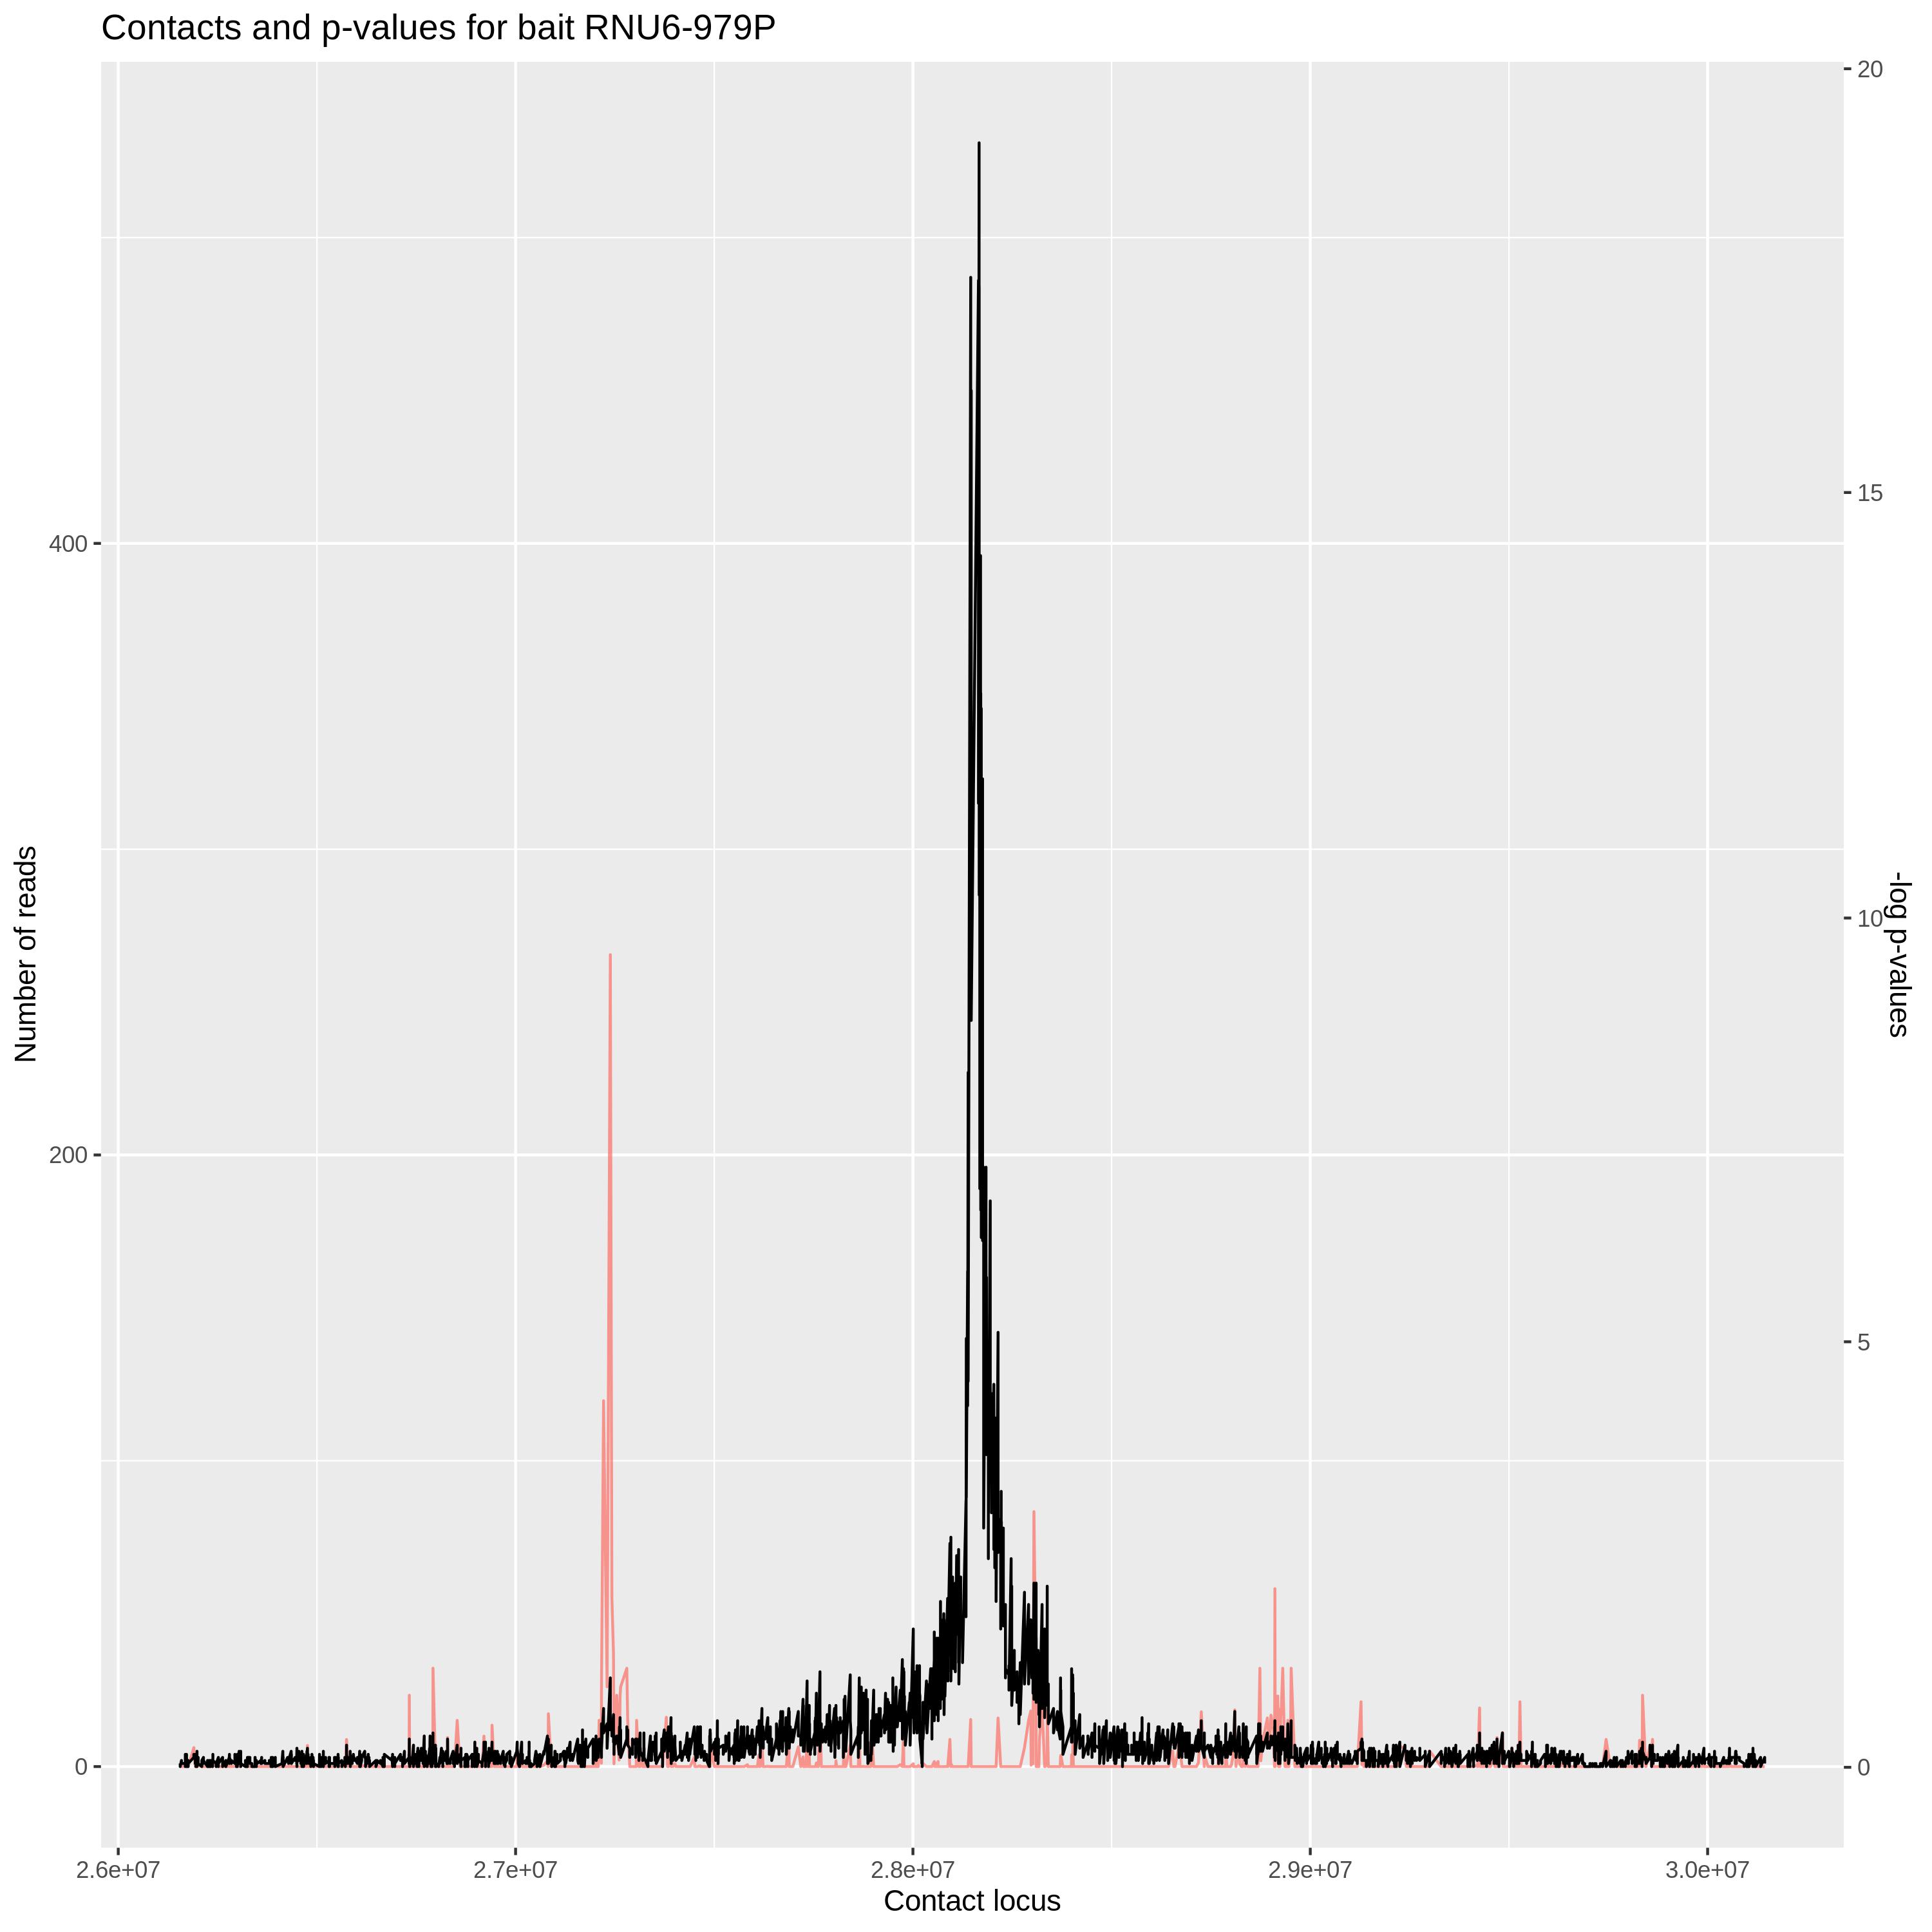 Contacts and p-values for bait RNU6-979P
20
15
400
10
Number of reads
-log p-values
200
5
0
0
2.6e+07
2.7e+07
2.8e+07
2.9e+07
3.0e+07
Contact locus